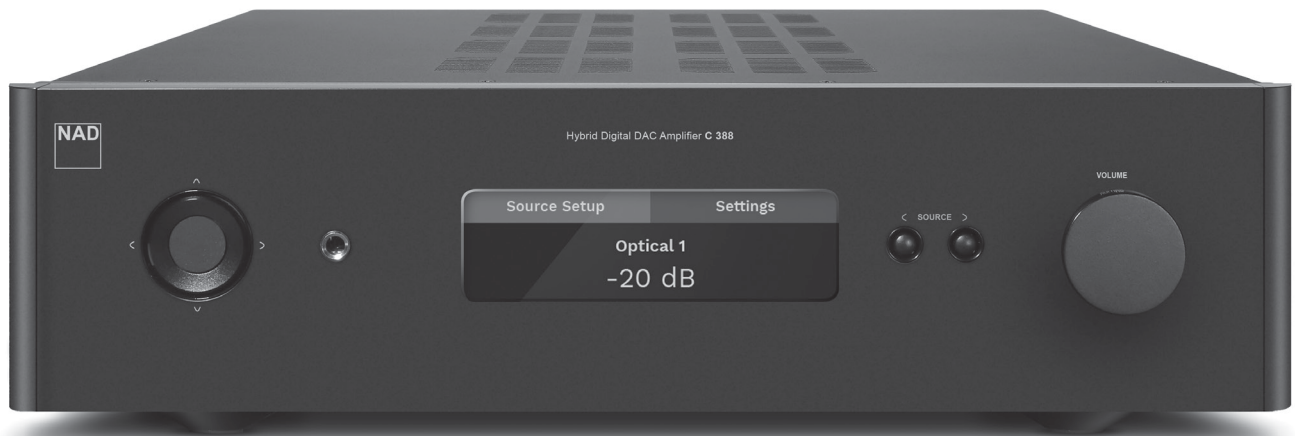 NAD
Hybrid Digital DAC Amplifier C 388
VOLUME
Source Setup
Settings
< SOURCE >
Optical 1
-20 dB